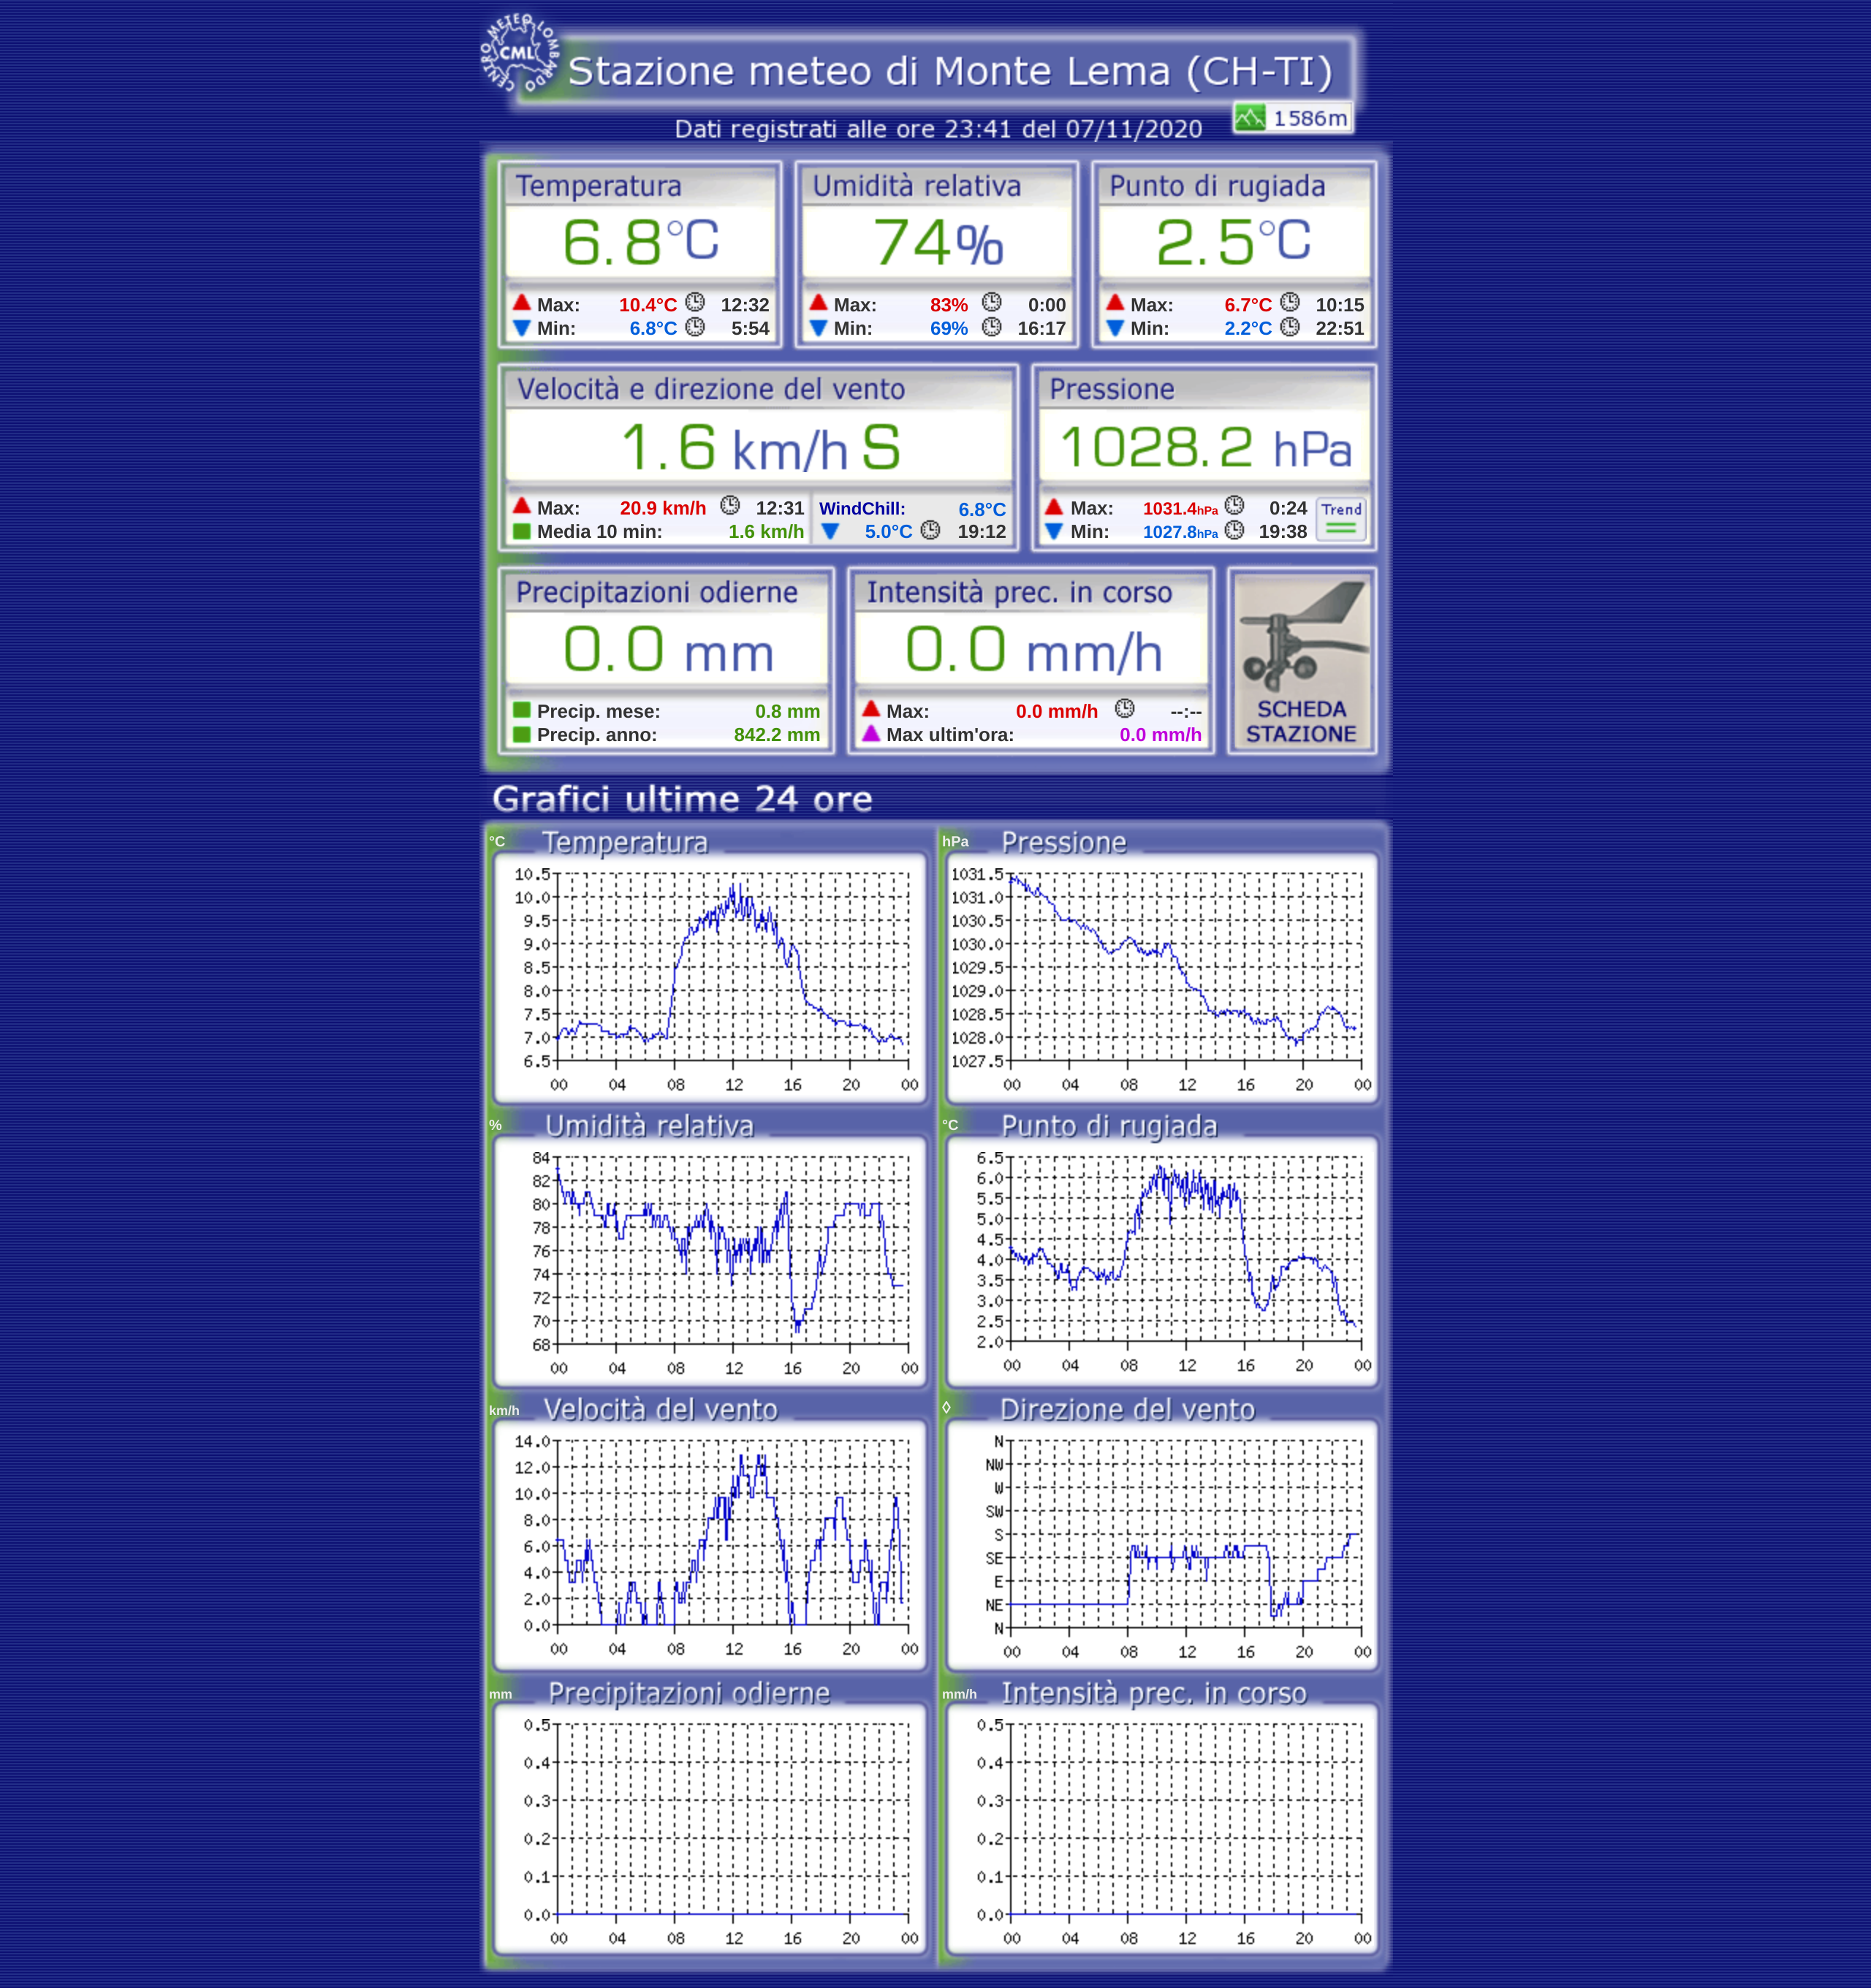 CENTRO METEO LOMBARDO
CML
Stazione meteo di Monte Lema (CH-TI)
1586m
Dati registrati alle ore 23:41 del 07/11/2020
Temperatura
6.8°C
Max: 10.4°C 12:32
Min: 6.8°C 5:54
Umidità relativa
74%
Max: 83% 0:00
Min: 69% 16:17
Punto di rugiada
2.5°C
Max: 6.7°C 10:15
Min: 2.2°C 22:51
Velocità e direzione del vento
1.6 km/h S
Max: 20.9 km/h 12:31
Media 10 min: 1.6 km/h
WindChill: 6.8°C
5.0°C 19:12
Pressione
1028.2 hPa
Max: 1031.4hPa 0:24
Min: 1027.8hPa 19:38
Trend
Precipitazioni odierne
0.0 mm
Precip. mese: 0.8 mm
Precip. anno: 842.2 mm
Intensità prec. in corso
0.0 mm/h
Max: 0.0 mm/h --:--
Max ultim'ora: 0.0 mm/h
SCHEDA
STAZIONE
Grafici ultime 24 ore
°C Temperatura
10.5
10.0
9.5
9.0
8.5
8.0
7.5
7.0
6.5
00 04 08 12 16 20 00
hPa Pressione
1031.5
1031.0
1030.5
1030.0
1029.5
1029.0
1028.5
1028.0
1027.5
00 04 08 12 16 20 00
% Umidità relativa
84
82
80
78
76
74
72
70
68
00 04 08 12 16 20 00
°C Punto di rugiada
6.5
6.0
5.5
5.0
4.5
4.0
3.5
3.0
2.5
2.0
00 04 08 12 16 20 00
km/h Velocità del vento
14.0
12.0
10.0
8.0
6.0
4.0
2.0
0.0
00 04 08 12 16 20 00
◊ Direzione del vento
N
NW
W
SW
S
SE
E
NE
N
00 04 08 12 16 20 00
mm Precipitazioni odierne
0.5
0.4
0.3
0.2
0.1
0.0
00 04 08 12 16 20 00
mm/h Intensità prec. in corso
0.5
0.4
0.3
0.2
0.1
0.0
00 04 08 12 16 20 00